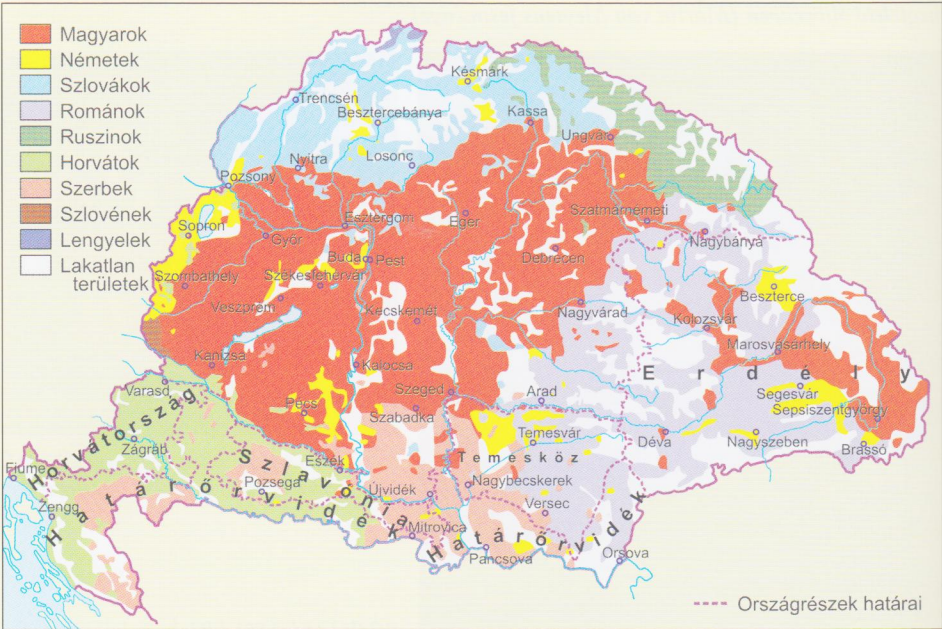 Magyarok
Németek
Szlovákok
Románok
Ruszinok
Horvátok
Szerbek
Szlovének
Lengyelek
Lakatlan
területek
Késmárk
Trencsén
Besztercebánya
Kassa
Ungvár
Nyitra
Losonc
Pozsony
Sopron
Győr
Esztergom
Eger
Szatmárnémeti
Nagybánya
Buda
Pest
Debrecen
Szombathely
Székesfehérvár
Veszprém
Kecskemét
Nagyvárad
Beszterce
Kolozsvár
Marosvásárhely
Kanizsa
Kalocsa
Erdély
Varasd
Szeged
Arad
Segesvár
Sepsiszentgyörgy
Pécs
Szabadka
Temesvár
Déva
Nagyszeben
Brassó
Horvátország
Zágráb
Szlavónia
Eszék
Temesköz
Fiume
Pozsega
Újvidék
Nagybecskerek
Zengg
Versec
Határőrvidék
Mitrovica
Határőrvidék
Pancsova
Orsova
Országrészek határai